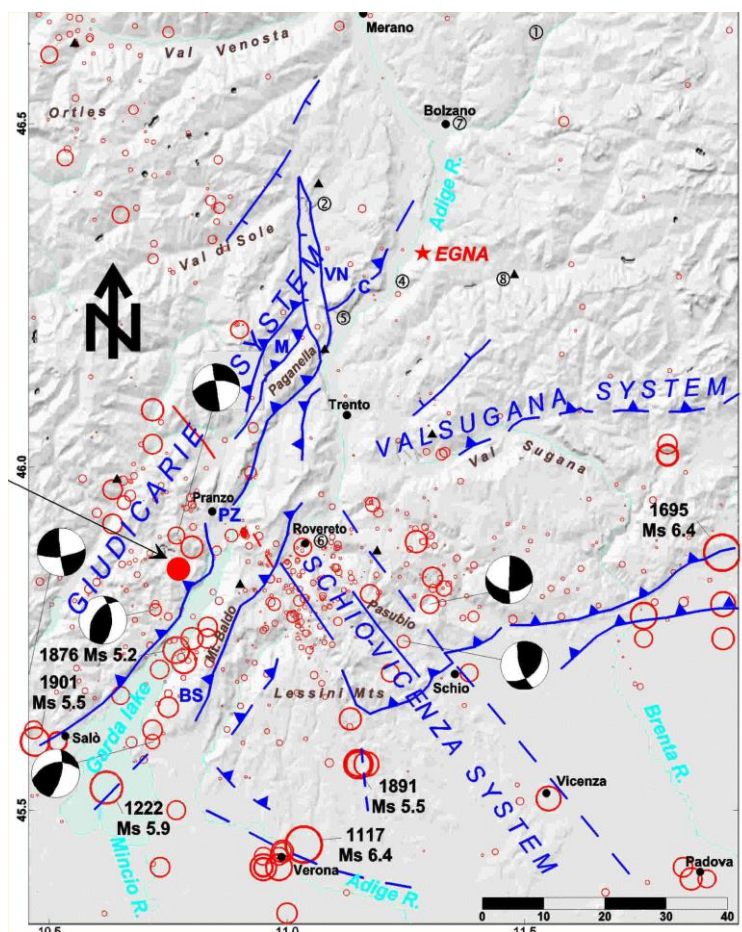 Merano
①
Val Venosta
Ortles
Bolzano
⑦
46.5
②
Val di Sole
Adige R.
EGNA
④
⑧
VN
C
⑤
N
M
Paganella
Trento
GIUDICARIE SYSTEM
VALSUGANA SYSTEM
Val Sugana
46.0
Pranzo
PZ
Rovereto
⑥
1695
Ms 6.4
SCHIO-VICENZA SYSTEM
Pasubio
Mt. Baldo
1876 Ms 5.2
1901
Ms 5.5
BS
Lessini Mts
Schio
Garda lake
Salò
Brenta R.
1891
Ms 5.5
Vicenza
45.5
1222
Ms 5.9
1117
Ms 6.4
Mincio R.
Verona
Adige R.
Padova
0 10 20 30 40
10.5 11.0 11.5